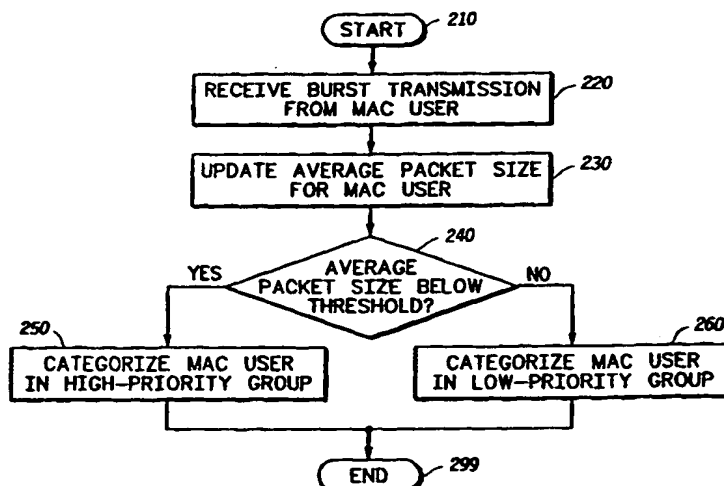 START
210
RECEIVE BURST TRANSMISSION
FROM MAC USER
220
UPDATE AVERAGE PACKET SIZE
FOR MAC USER
230
240
AVERAGE
PACKET SIZE BELOW
THRESHOLD?
YES
NO
250
CATEGORIZE MAC USER
IN HIGH-PRIORITY GROUP
260
CATEGORIZE MAC USER
IN LOW-PRIORITY GROUP
END
299